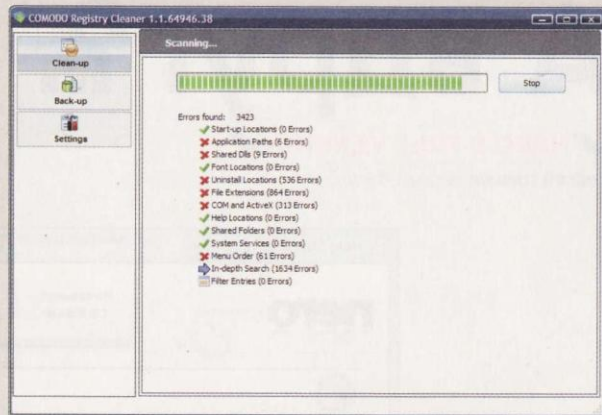 COMODO Registry Cleaner 1.1.64946.38
Clean-up
Back-up
Settings
Scanning...
Stop
Errors found: 3423
Start-up Locations (0 Errors)
Application Paths (6 Errors)
Shared Dlls (9 Errors)
Font Locations (0 Errors)
Uninstall Locations (536 Errors)
File Extensions (864 Errors)
COM and ActiveX (313 Errors)
Help Locations (0 Errors)
Shared Folders (0 Errors)
System Services (0 Errors)
Menu Order (61 Errors)
In-depth Search (1634 Errors)
Filter Entries (0 Errors)